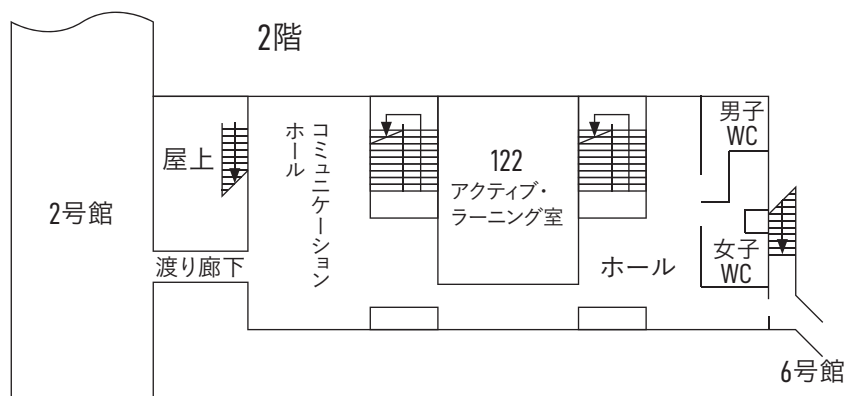 2階
2号館
屋上
渡り廊下
コミュニケーション
ホール
122
アクティブ・
ラーニング室
ホール
男子
WC
女子
WC
6号館